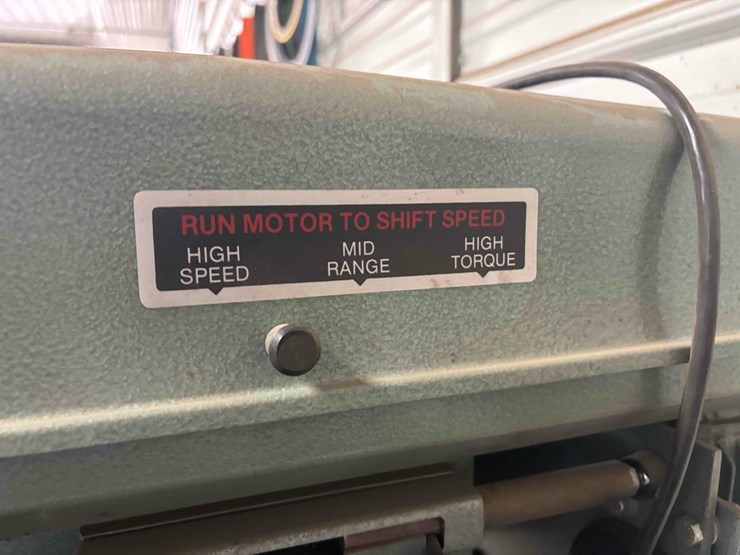 RUN MOTOR TO SHIFT SPEED
HIGH SPEED
MID RANGE
HIGH TORQUE